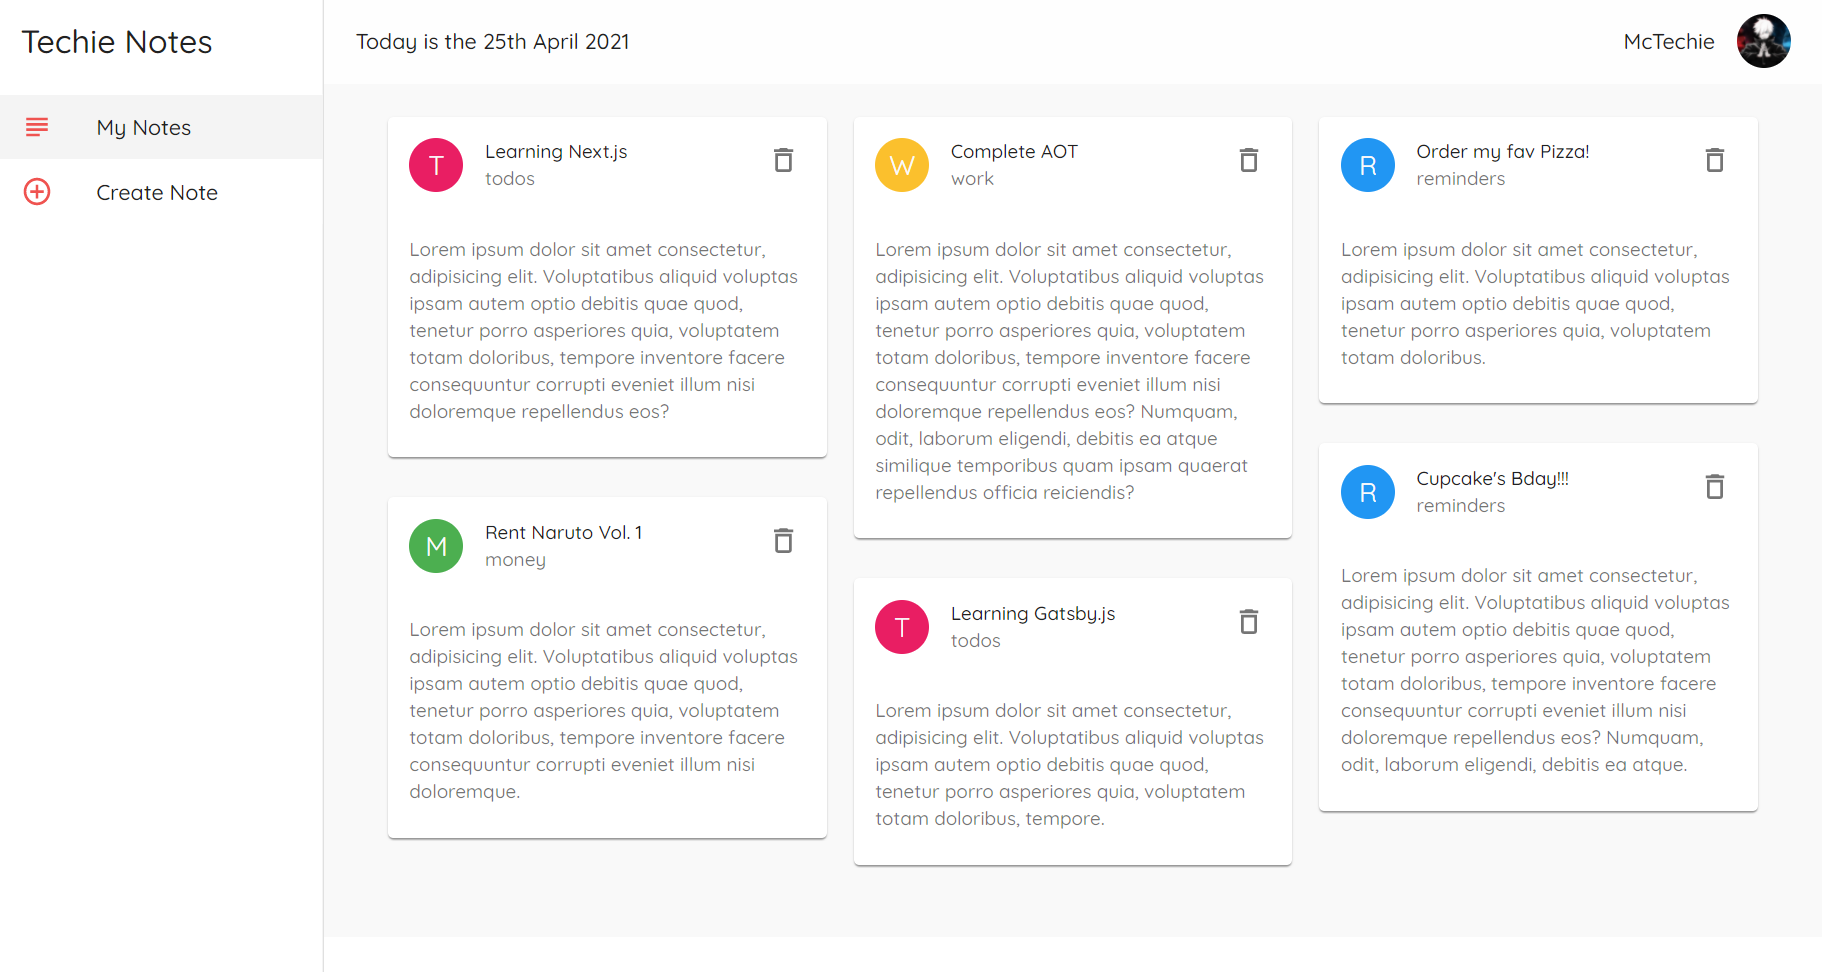 Techie Notes
My Notes
Create Note
Today is the 25th April 2021
McTechie
T
Learning Next.js
todos
Lorem ipsum dolor sit amet consectetur,
adipisicing elit. Voluptatibus aliquid voluptas
ipsam autem optio debitis quae quod,
tenetur porro asperiores quia, voluptatem
totam doloribus, tempore inventore facere
consequuntur corrupti eveniet illum nisi
doloremque repellendus eos?
M
Rent Naruto Vol. 1
money
Lorem ipsum dolor sit amet consectetur,
adipisicing elit. Voluptatibus aliquid voluptas
ipsam autem optio debitis quae quod,
tenetur porro asperiores quia, voluptatem
totam doloribus, tempore inventore facere
consequuntur corrupti eveniet illum nisi
doloremque.
W
Complete AOT
work
Lorem ipsum dolor sit amet consectetur,
adipisicing elit. Voluptatibus aliquid voluptas
ipsam autem optio debitis quae quod,
tenetur porro asperiores quia, voluptatem
totam doloribus, tempore inventore facere
consequuntur corrupti eveniet illum nisi
doloremque repellendus eos? Numquam,
odit, laborum eligendi, debitis ea atque
similique temporibus quam ipsam quaerat
repellendus officia reiciendis?
T
Learning Gatsby.js
todos
Lorem ipsum dolor sit amet consectetur,
adipisicing elit. Voluptatibus aliquid voluptas
ipsam autem optio debitis quae quod,
tenetur porro asperiores quia, voluptatem
totam doloribus, tempore.
R
Order my fav Pizza!
reminders
Lorem ipsum dolor sit amet consectetur,
adipisicing elit. Voluptatibus aliquid voluptas
ipsam autem optio debitis quae quod,
tenetur porro asperiores quia, voluptatem
totam doloribus.
R
Cupcake's Bday!!!
reminders
Lorem ipsum dolor sit amet consectetur,
adipisicing elit. Voluptatibus aliquid voluptas
ipsam autem optio debitis quae quod,
tenetur porro asperiores quia, voluptatem
totam doloribus, tempore inventore facere
consequuntur corrupti eveniet illum nisi
doloremque repellendus eos? Numquam,
odit, laborum eligendi, debitis ea atque.